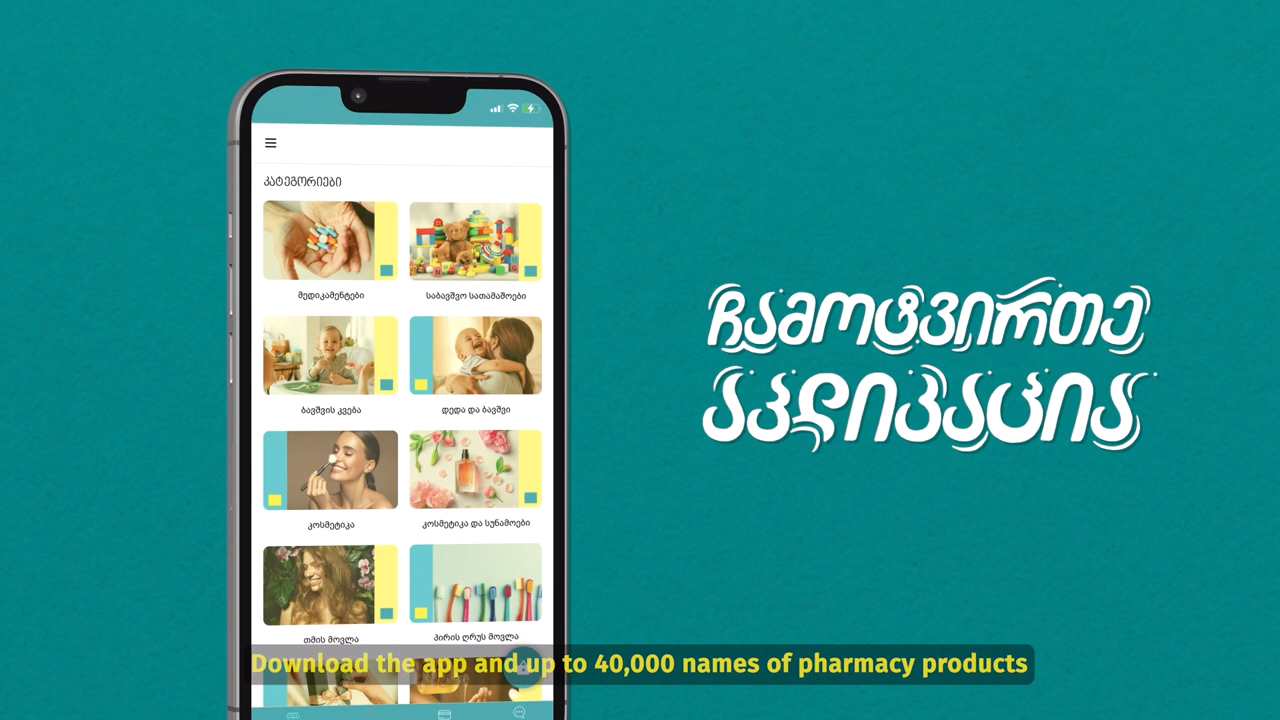 კატეგორიები
მედიკამენტები
საბავშვო სათამაშოები
ბავშვის კვება
დედა და ბავშვი
კოსმეტიკა
კოსმეტიკა და სუნამოები
თმის მოვლა
პირის ღრუს მოვლა
ჩამოტვირთე
აპლიკაცია
Download the app and up to 40,000 names of pharmacy products